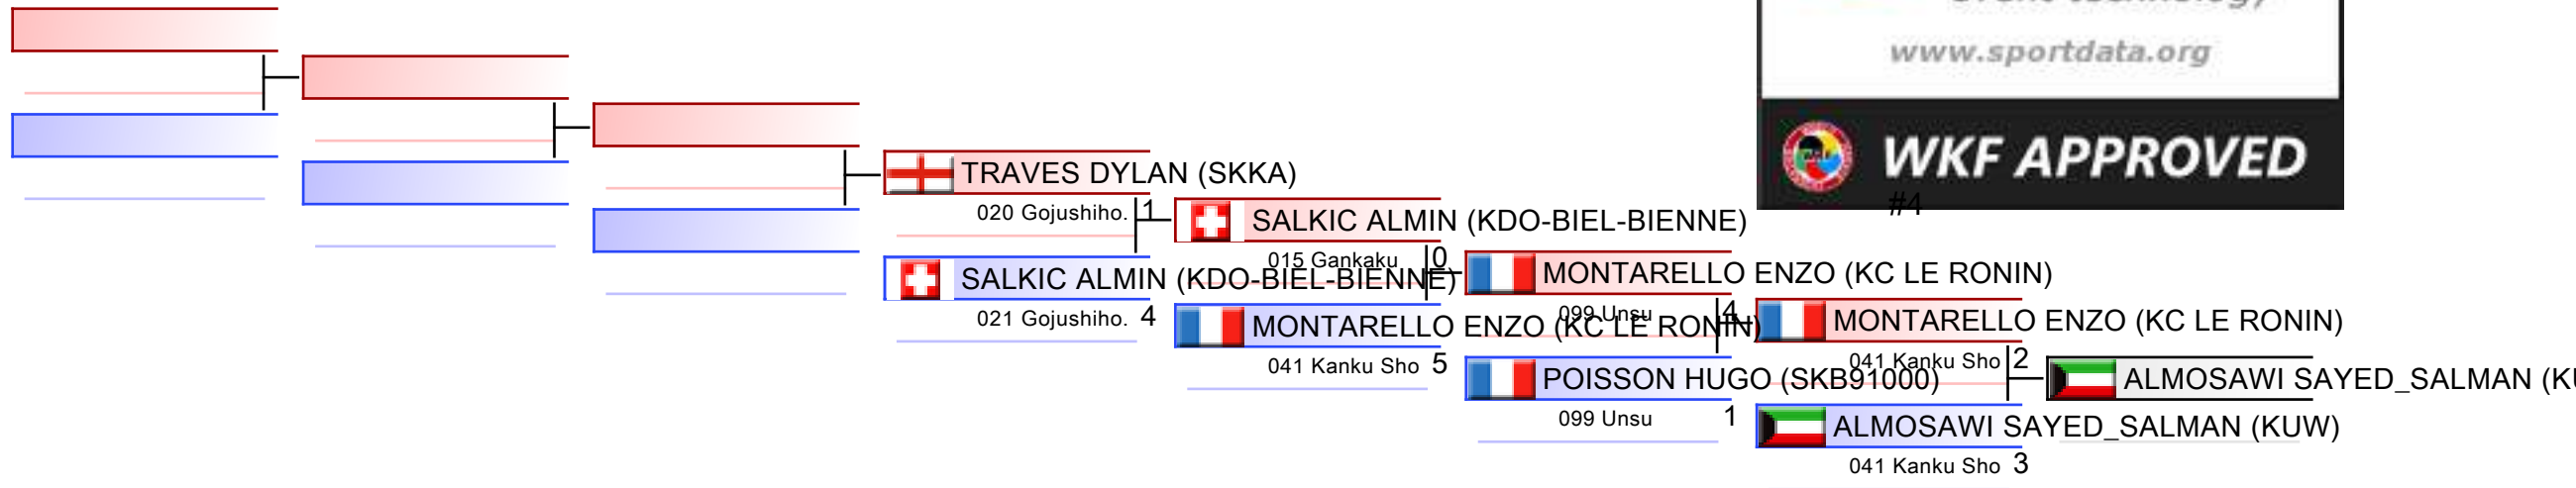 www.sportdata.org
WKF APPROVED
#4
TRAVES DYLAN (SKKA)
020 Gojushiho. 1
SALKIC ALMIN (KDO-BIEL-BIENNE)
021 Gojushiho. 4
SALKIC ALMIN (KDO-BIEL-BIENNE)
015 Gankaku 0
MONTARELLO ENZO (KC LE RONIN)
041 Kanku Sho 5
MONTARELLO ENZO (KC LE RONIN)
099 Unsu 4
POISSON HUGO (SKB91000)
099 Unsu 1
MONTARELLO ENZO (KC LE RONIN)
041 Kanku Sho 2
ALMOSAWI SAYED_SALMAN (KUW)
041 Kanku Sho 3
ALMOSAWI SAYED_SALMAN